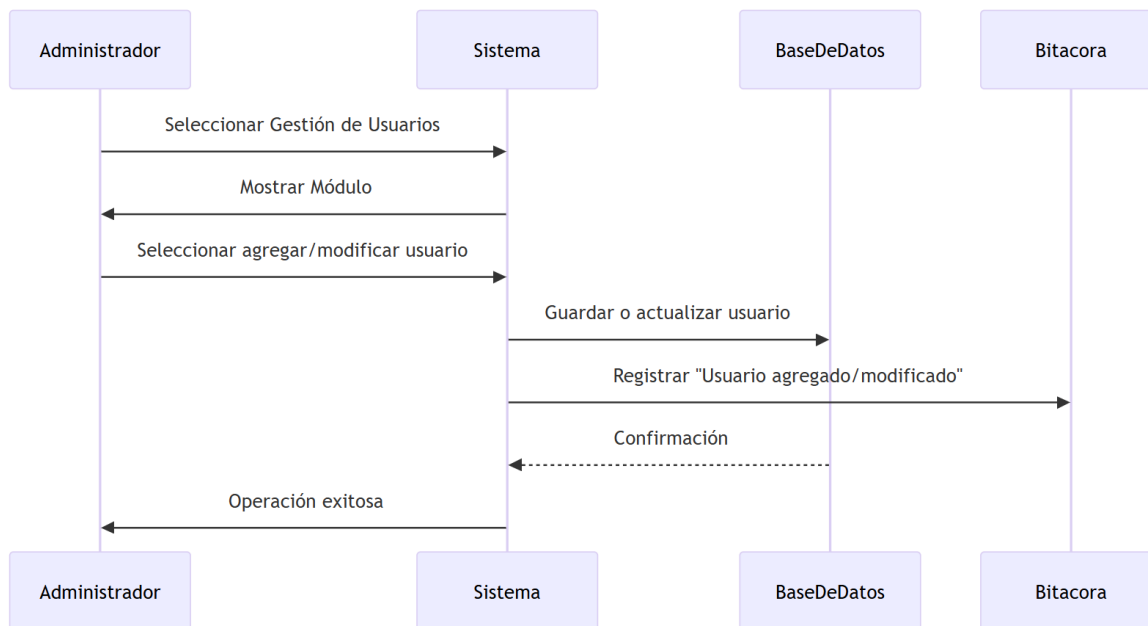 Administrador
Sistema
BaseDeDatos
Bitacora
Seleccionar Gestión de Usuarios
Mostrar Módulo
Seleccionar agregar/modificar usuario
Guardar o actualizar usuario
Registrar "Usuario agregado/modificado"
Confirmación
Operación exitosa
Administrador
Sistema
BaseDeDatos
Bitacora